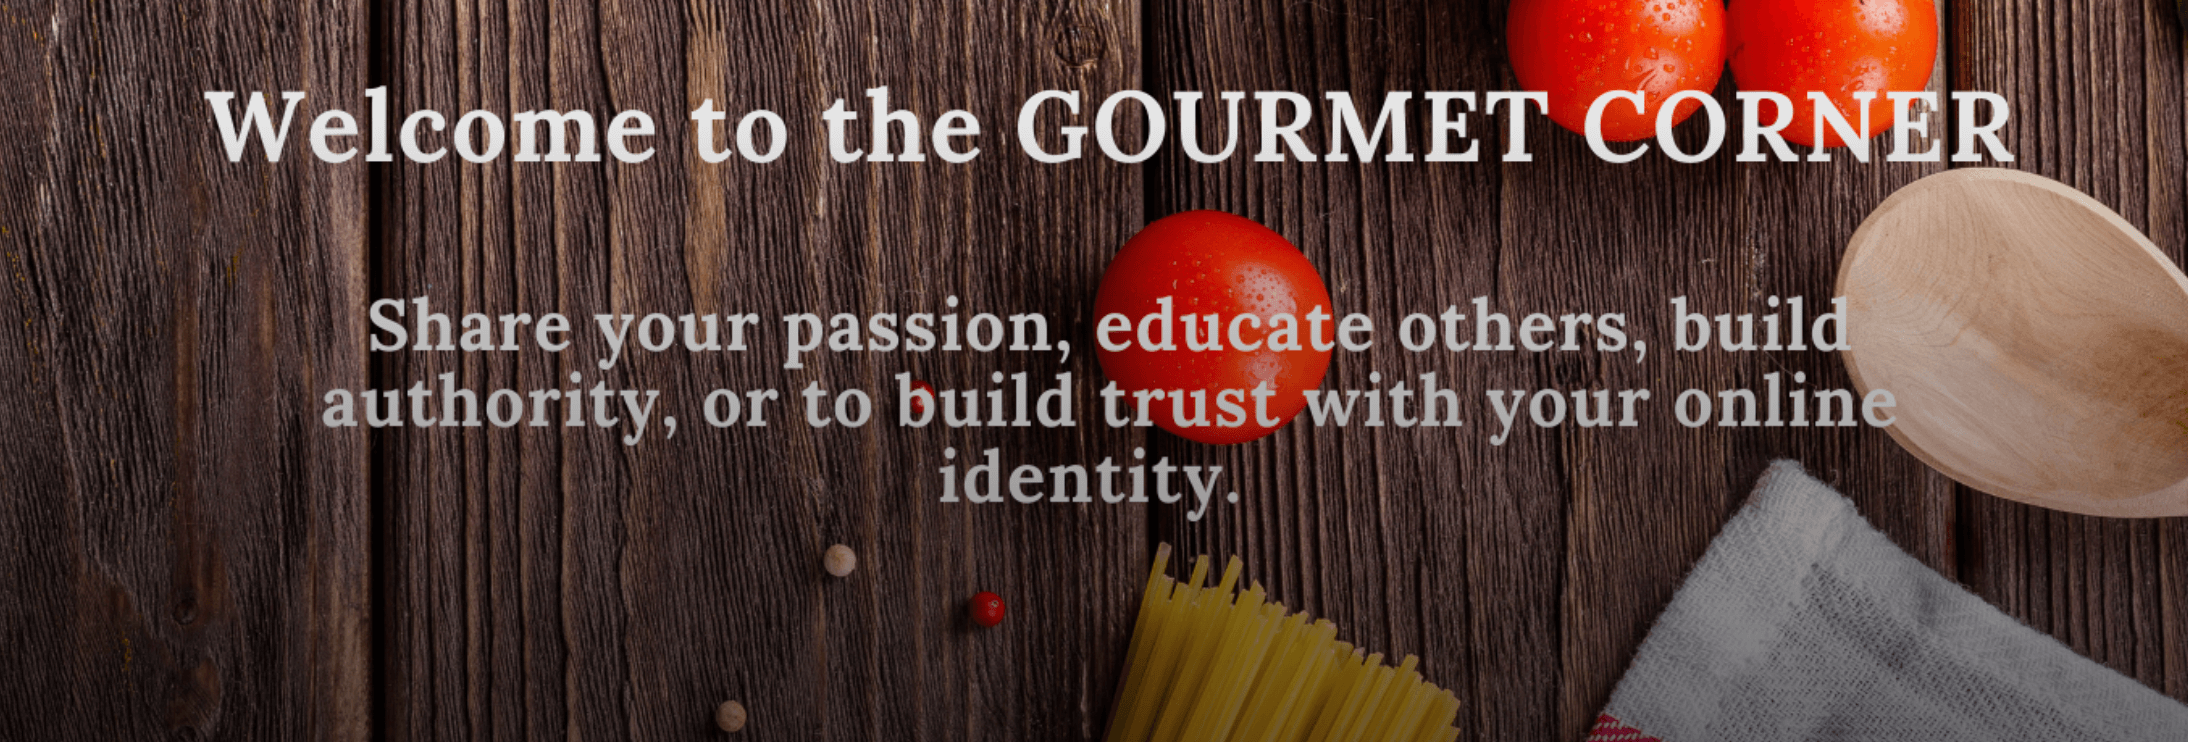 Welcome to the GOURMET CORNER
Share your passion, educate others, build
authority, or to build trust with your online
identity.